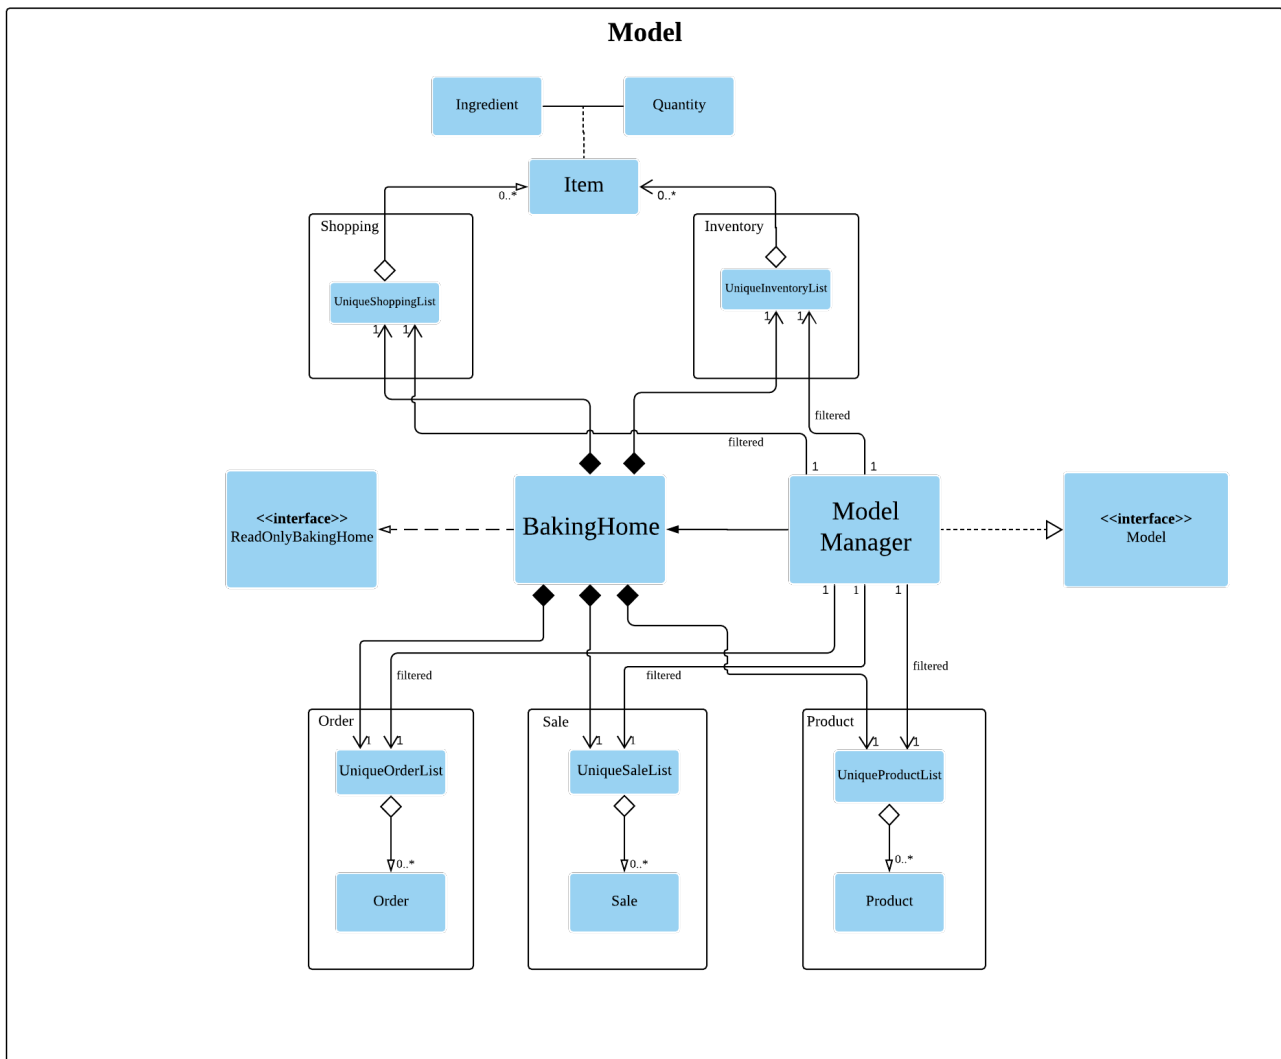 Model
Ingredient
Quantity
Item
0..*
0..*
Shopping
Inventory
UniqueShoppingList
UniqueInventoryList
1
1
1
1
filtered
filtered
1
1
<<interface>>
ReadOnlyBakingHome
BakingHome
Model
Manager
<<interface>>
Model
1
1
1
filtered
filtered
filtered
Order
Sale
Product
1
1
1
1
1
1
UniqueOrderList
UniqueSaleList
UniqueProductList
0..*
0..*
0..*
Order
Sale
Product